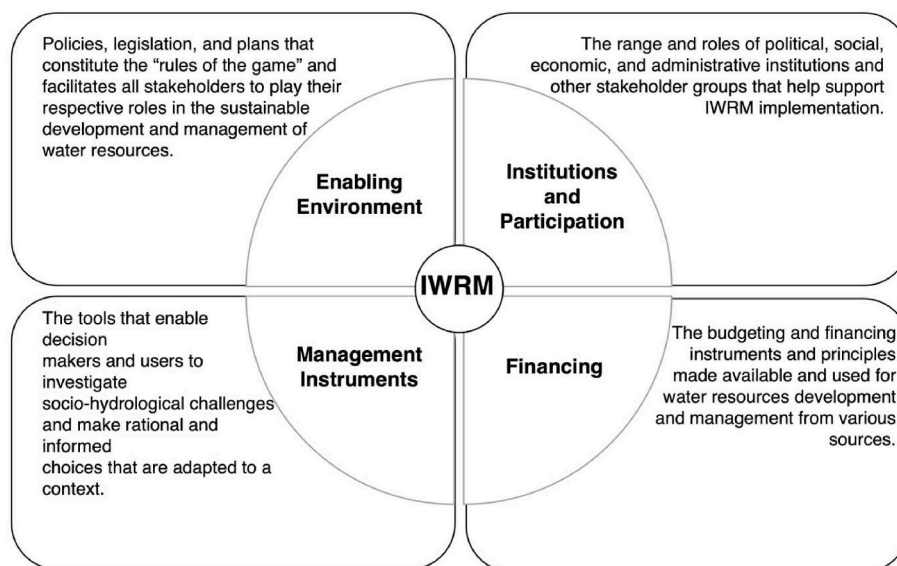 Policies, legislation, and plans that
constitute the “rules of the game” and
facilitates all stakeholders to play their
respective roles in the sustainable
development and management of
water resources.
The range and roles of political, social,
economic, and administrative institutions and
other stakeholder groups that help support
IWRM implementation.
Enabling
Environment
Institutions
and
Participation
IWRM
The tools that enable
decision
makers and users to
investigate
socio-hydrological challenges
and make rational and
informed
choices that are adapted to a
context.
Management
Instruments
Financing
The budgeting and financing
instruments and principles
made available and used for
water resources development
and management from various
sources.